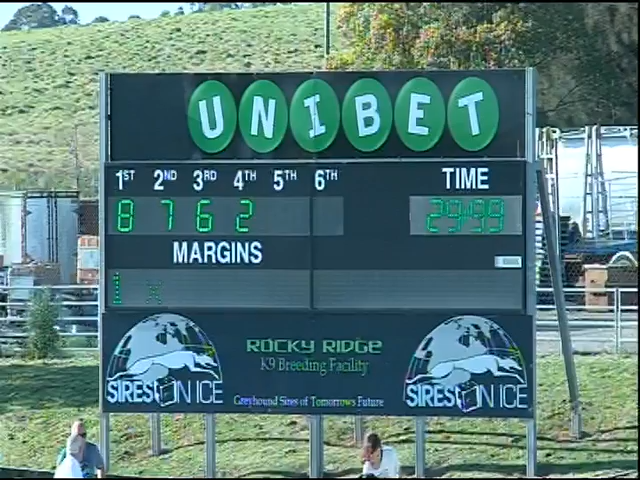 UNIBET
1ST 2ND 3RD 4TH 5TH 6TH TIME
8 7 6 2 29:99
MARGINS
1
ROCKY RIDGE
K9 Breeding Facility
SIRES ON ICE SIRES ON ICE
Greyhound Sires of Tomorrows Future